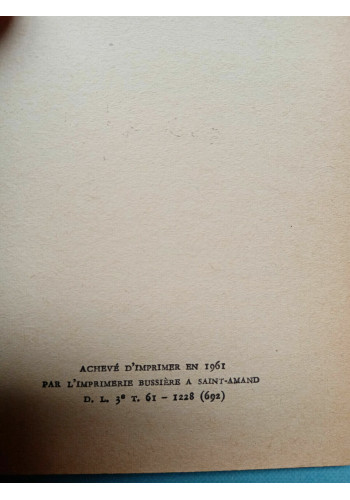 ACHEVÉ D'IMPRIMER EN 1961
PAR L'IMPRIMERIE BUSSIÈRE A SAINT-AMAND
D. L. 3e T. 61 – 1228 (692)